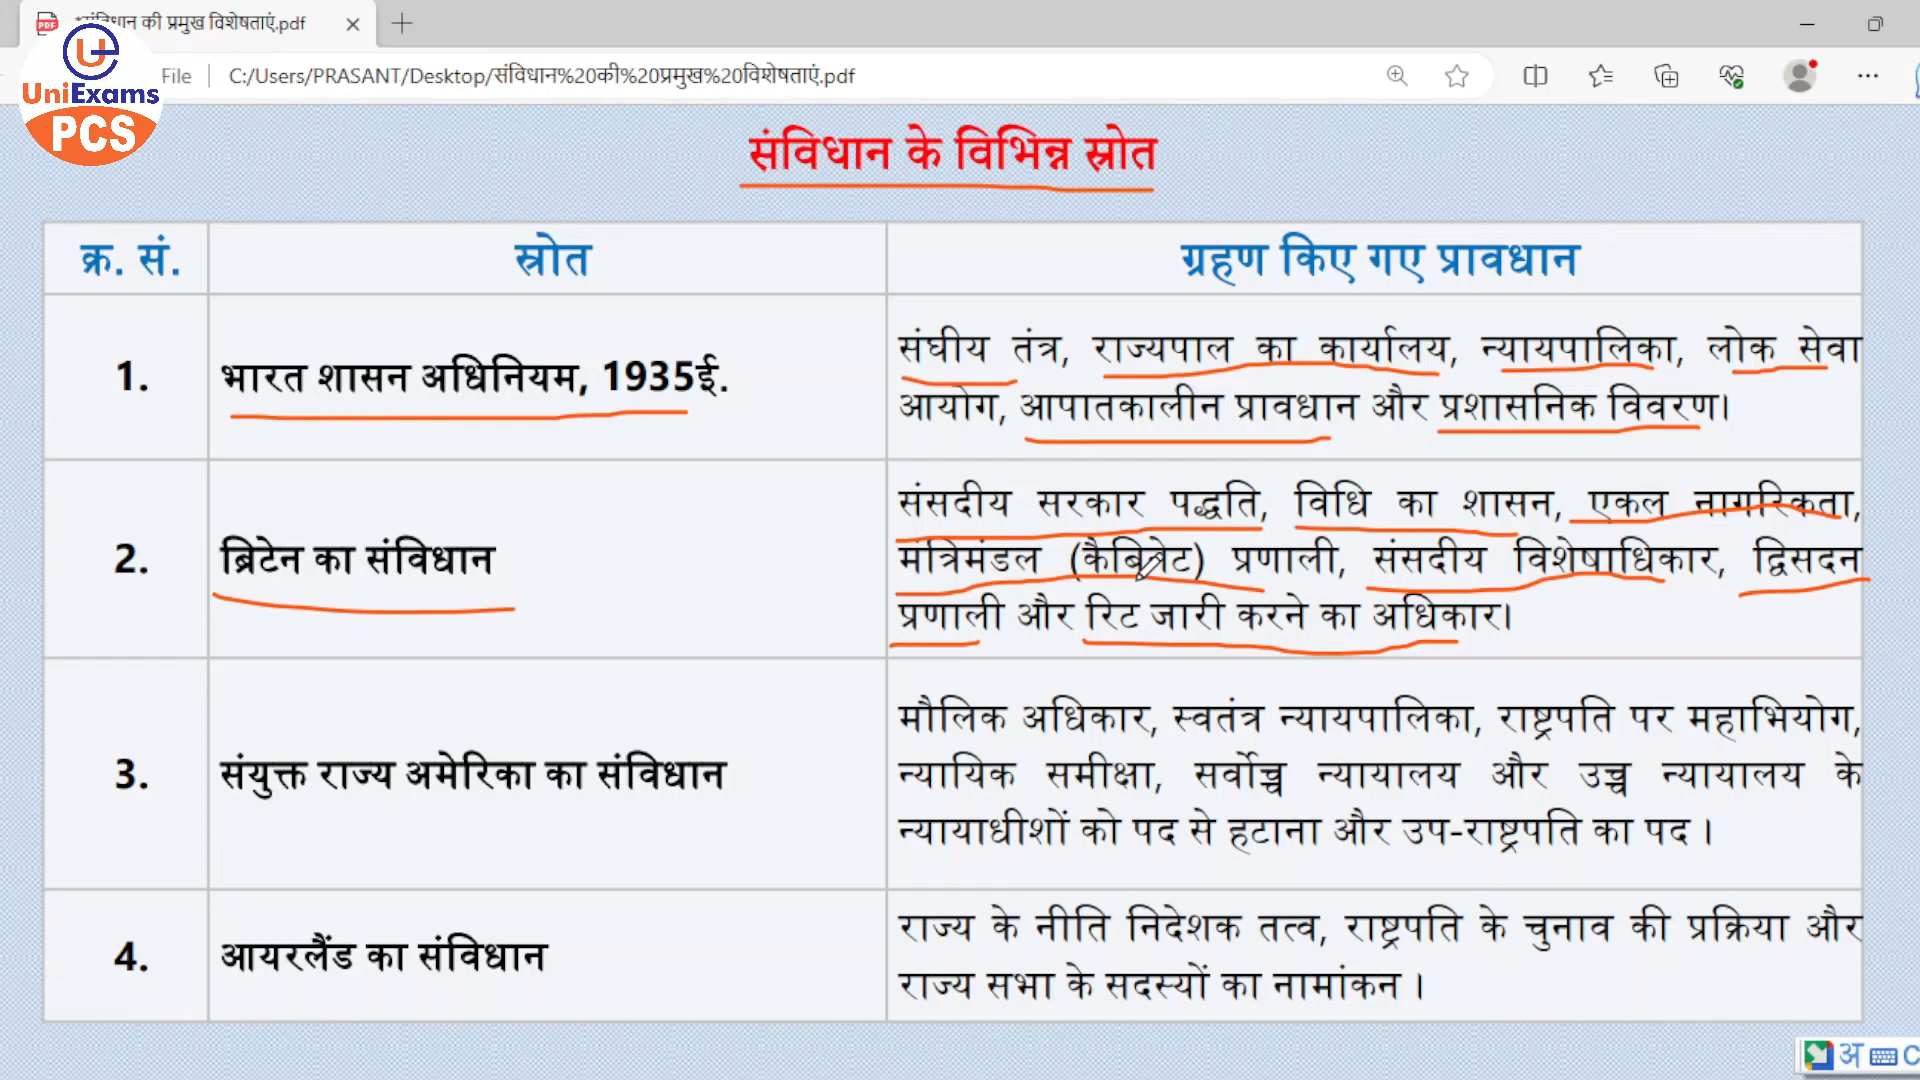 संविधान की प्रमुख विशेषताएं.pdf
UniExams
PCS
File
C:/Users/PRASANT/Desktop/संविधान%20की%20प्रमुख%20विशेषताएं.pdf
संविधान के विभिन्न स्रोत
क्र. सं. स्रोत ग्रहण किए गए प्रावधान
1. भारत शासन अधिनियम, 1935ई.
संघीय तंत्र, राज्यपाल का कार्यालय, न्यायपालिका, लोक सेवा
आयोग, आपातकालीन प्रावधान और प्रशासनिक विवरण।
2. ब्रिटेन का संविधान
संसदीय सरकार पद्धति, विधि का शासन, एकल नागरिकता,
मंत्रिमंडल (कैबिनेट) प्रणाली, संसदीय विशेषाधिकार, द्विसदन
प्रणाली और रिट जारी करने का अधिकार।
3. संयुक्त राज्य अमेरिका का संविधान
मौलिक अधिकार, स्वतंत्र न्यायपालिका, राष्ट्रपति पर महाभियोग,
न्यायिक समीक्षा, सर्वोच्च न्यायालय और उच्च न्यायालय के
न्यायाधीशों को पद से हटाना और उप-राष्ट्रपति का पद ।
4. आयरलैंड का संविधान
राज्य के नीति निदेशक तत्व, राष्ट्रपति के चुनाव की प्रक्रिया और
राज्य सभा के सदस्यों का नामांकन ।
अ